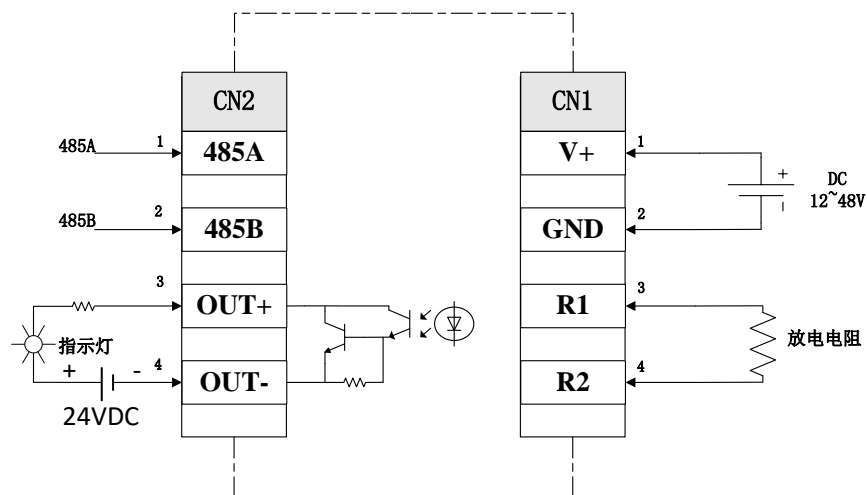 CN2
1
485A
485A
2
485B
485B
3
OUT+
指示灯
+
-
4
OUT-
24VDC
CN1
V+
1
+
DC
12~48V
GND
2
R1
3
放电电阻
R2
4